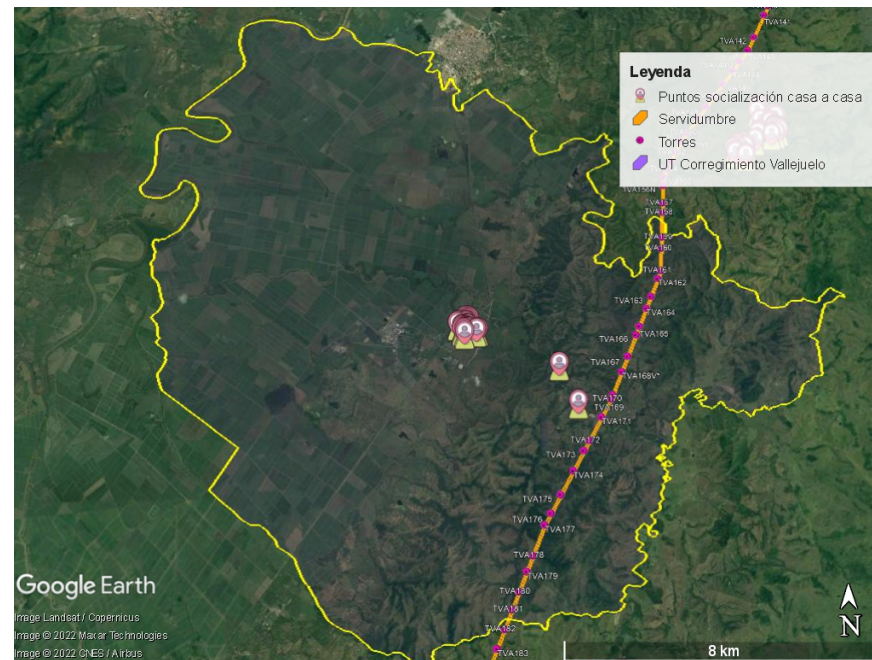 TVA141
TVA142
Leyenda
Puntos socialización casa a casa
Servidumbre
Torres
UT Corregimiento Vallejuelo
TVA156N
TVA157
TVA158
TVA159
TVA160
TVA161
TVA162
TVA163
TVA164
TVA165
TVA166
TVA167
TVA168V*
TVA170
TVA169
TVA171
TVA172
TVA173
TVA174
TVA175
TVA176
TVA177
TVA178
TVA179
TVA180
TVA181
TVA182
TVA183
Google Earth
Image Landsat / Copernicus
Image © 2022 Maxar Technologies
Image © 2022 CNES / Airbus
8 km
N